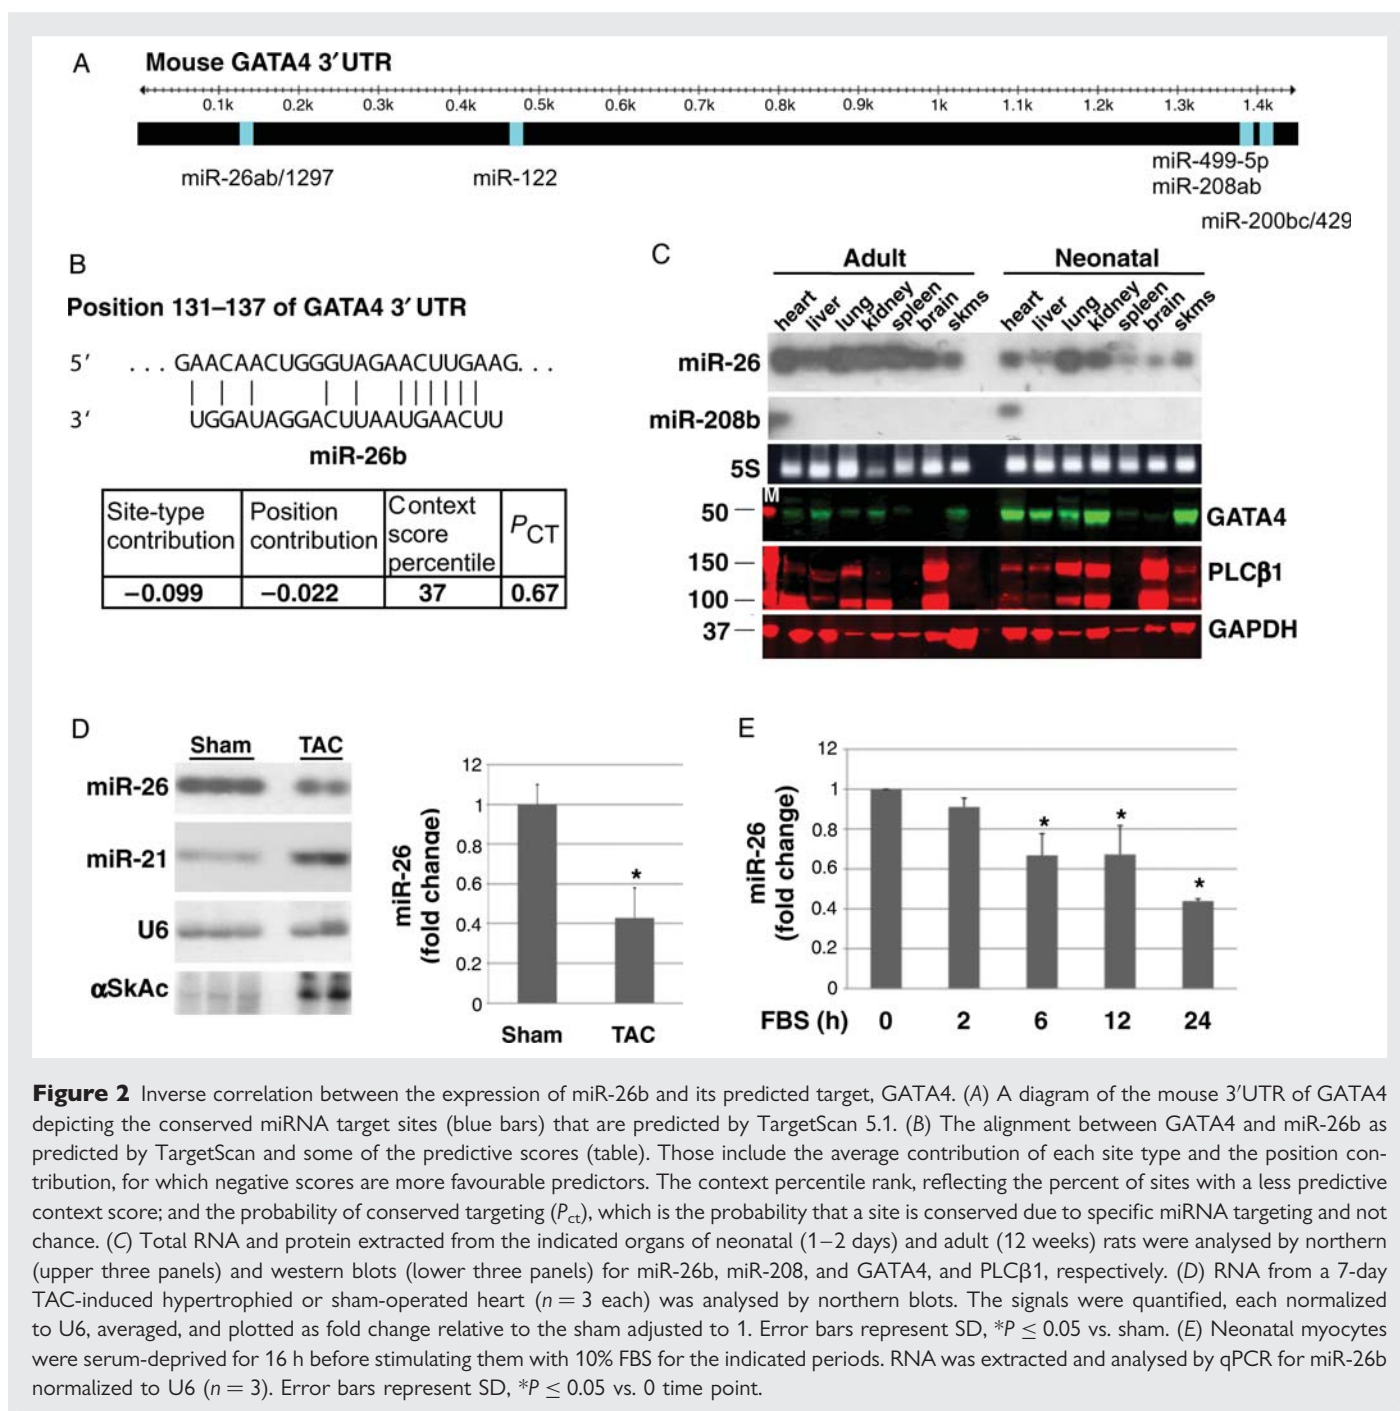 A
Mouse GATA4 3′UTR
0.1k 0.2k 0.3k 0.4k 0.5k 0.6k 0.7k 0.8k 0.9k 1k 1.1k 1.2k 1.3k 1.4k
miR-26ab/1297
miR-122
miR-499-5p
miR-208ab
miR-200bc/429
B
Position 131–137 of GATA4 3′ UTR
5′ ... GAACAACUGGGUAGAACUUGAAG...
3′ UGGAUAGGACUUAAUGAACUU
miR-26b
Site-type contribution
Position contribution
Context score percentile
PCT
−0.099 −0.022 37 0.67
C
Adult Neonatal
heart liver lung kidney spleen brain skms heart liver lung kidney spleen brain skms
miR-26
miR-208b
5S
M
50 GATA4
150 PLCβ1
100
37 GAPDH
D
Sham TAC
miR-26
miR-21
U6
αSkAc
miR-26
(fold change)
12
1
0.8
0.6
0.4
0.2
0
*
Sham TAC
E
miR-26
(fold change)
12
1
0.8
0.6
0.4
0.2
0
* * *
FBS (h) 0 2 6 12 24
Figure 2 Inverse correlation between the expression of miR-26b and its predicted target, GATA4. (A) A diagram of the mouse 3′UTR of GATA4
depicting the conserved miRNA target sites (blue bars) that are predicted by TargetScan 5.1. (B) The alignment between GATA4 and miR-26b as
predicted by TargetScan and some of the predictive scores (table). Those include the average contribution of each site type and the position con-
tribution, for which negative scores are more favourable predictors. The context percentile rank, reflecting the percent of sites with a less predictive
context score; and the probability of conserved targeting (Pct), which is the probability that a site is conserved due to specific miRNA targeting and not
chance. (C) Total RNA and protein extracted from the indicated organs of neonatal (1–2 days) and adult (12 weeks) rats were analysed by northern
(upper three panels) and western blots (lower three panels) for miR-26b, miR-208, and GATA4, and PLCβ1, respectively. (D) RNA from a 7-day
TAC-induced hypertrophied or sham-operated heart (n = 3 each) was analysed by northern blots. The signals were quantified, each normalized
to U6, averaged, and plotted as fold change relative to the sham adjusted to 1. Error bars represent SD, *P ≤ 0.05 vs. sham. (E) Neonatal myocytes
were serum-deprived for 16 h before stimulating them with 10% FBS for the indicated periods. RNA was extracted and analysed by qPCR for miR-26b
normalized to U6 (n = 3). Error bars represent SD, *P ≤ 0.05 vs. 0 time point.